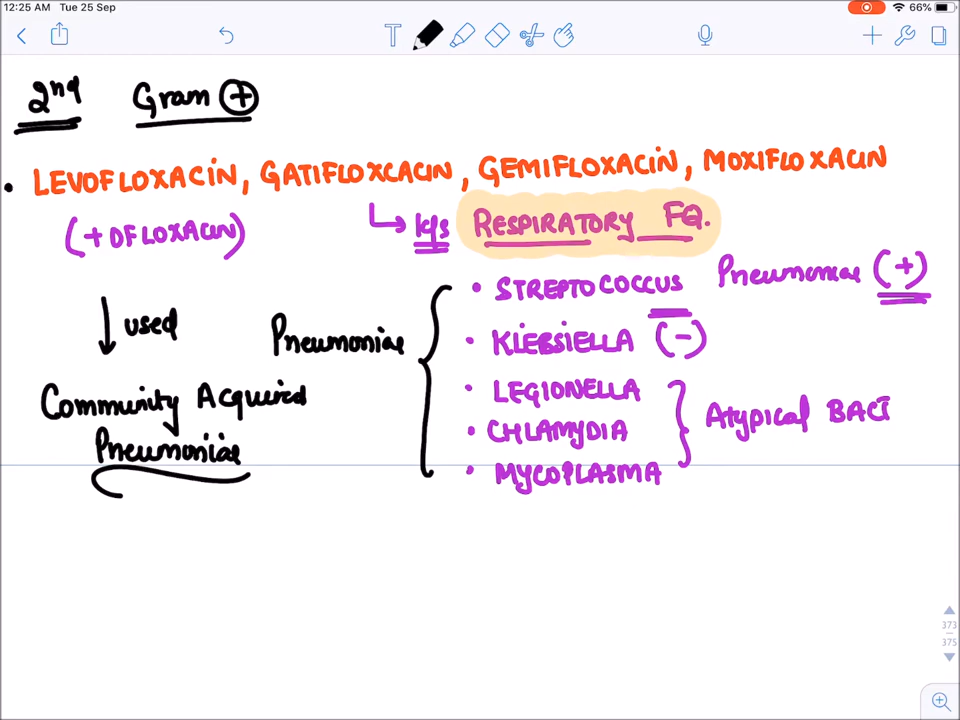 12:25 AM Tue 25 Sep 66%
T
2nd Gram (+)
• LEVOFLOXACIN, GATIFLOXCACIN, GEMIFLOXACIN, MOXIFLOXACIN
(+ OFLOXACIN) k/s RESPIRATORY FQ.
• STREPTOCOCCUS Pneumoniae (+)
↓ used Pneumoniae • KLEBSIELLA (-)
• LEGIONELLA
Community Acquired • CHLAMYDIA Atypical BACT
Pneumoniae • MYCOPLASMA
373
375